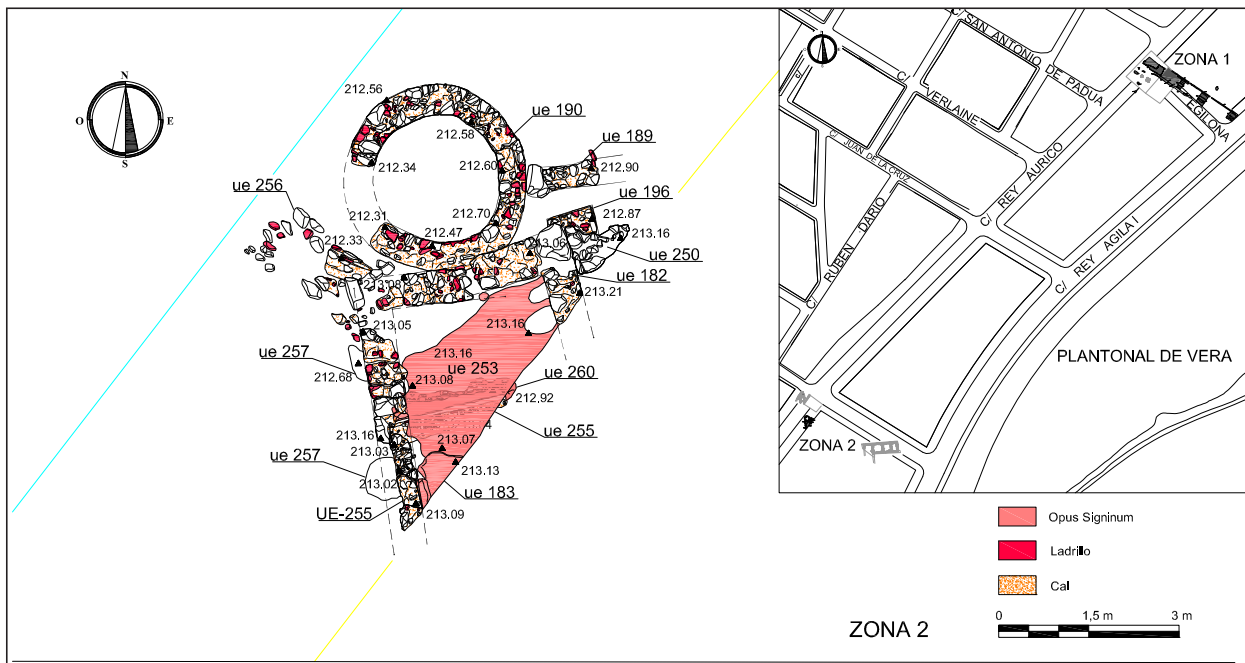 N
O
E
S
212.56
212.58
ue 190
ue 189
212.34
212.60
212.90
ue 256
ue 196
212.31
212.70
212.87
212.33
212.47
213.06
213.16
ue 250
213.08
ue 182
213.21
213.05
213.16
ue 257
213.16
ue 253
212.68
213.08
ue 260
212.92
ue 255
213.16
213.07
213.03
ue 257
213.13
213.02
ue 183
UE-255
213.09
C/ SAN ANTONIO DE PADUA
ZONA 1
EGILONA
C/ VERLAINE
C/ JUAN DE LA CRUZ
C/ REY AURICO
C/ RUBEN DARIO
C/ REY AGILA I
PLANTONAL DE VERA
ZONA 2
Opus Signinum
Ladrillo
Cal
ZONA 2
0 1,5 m 3 m